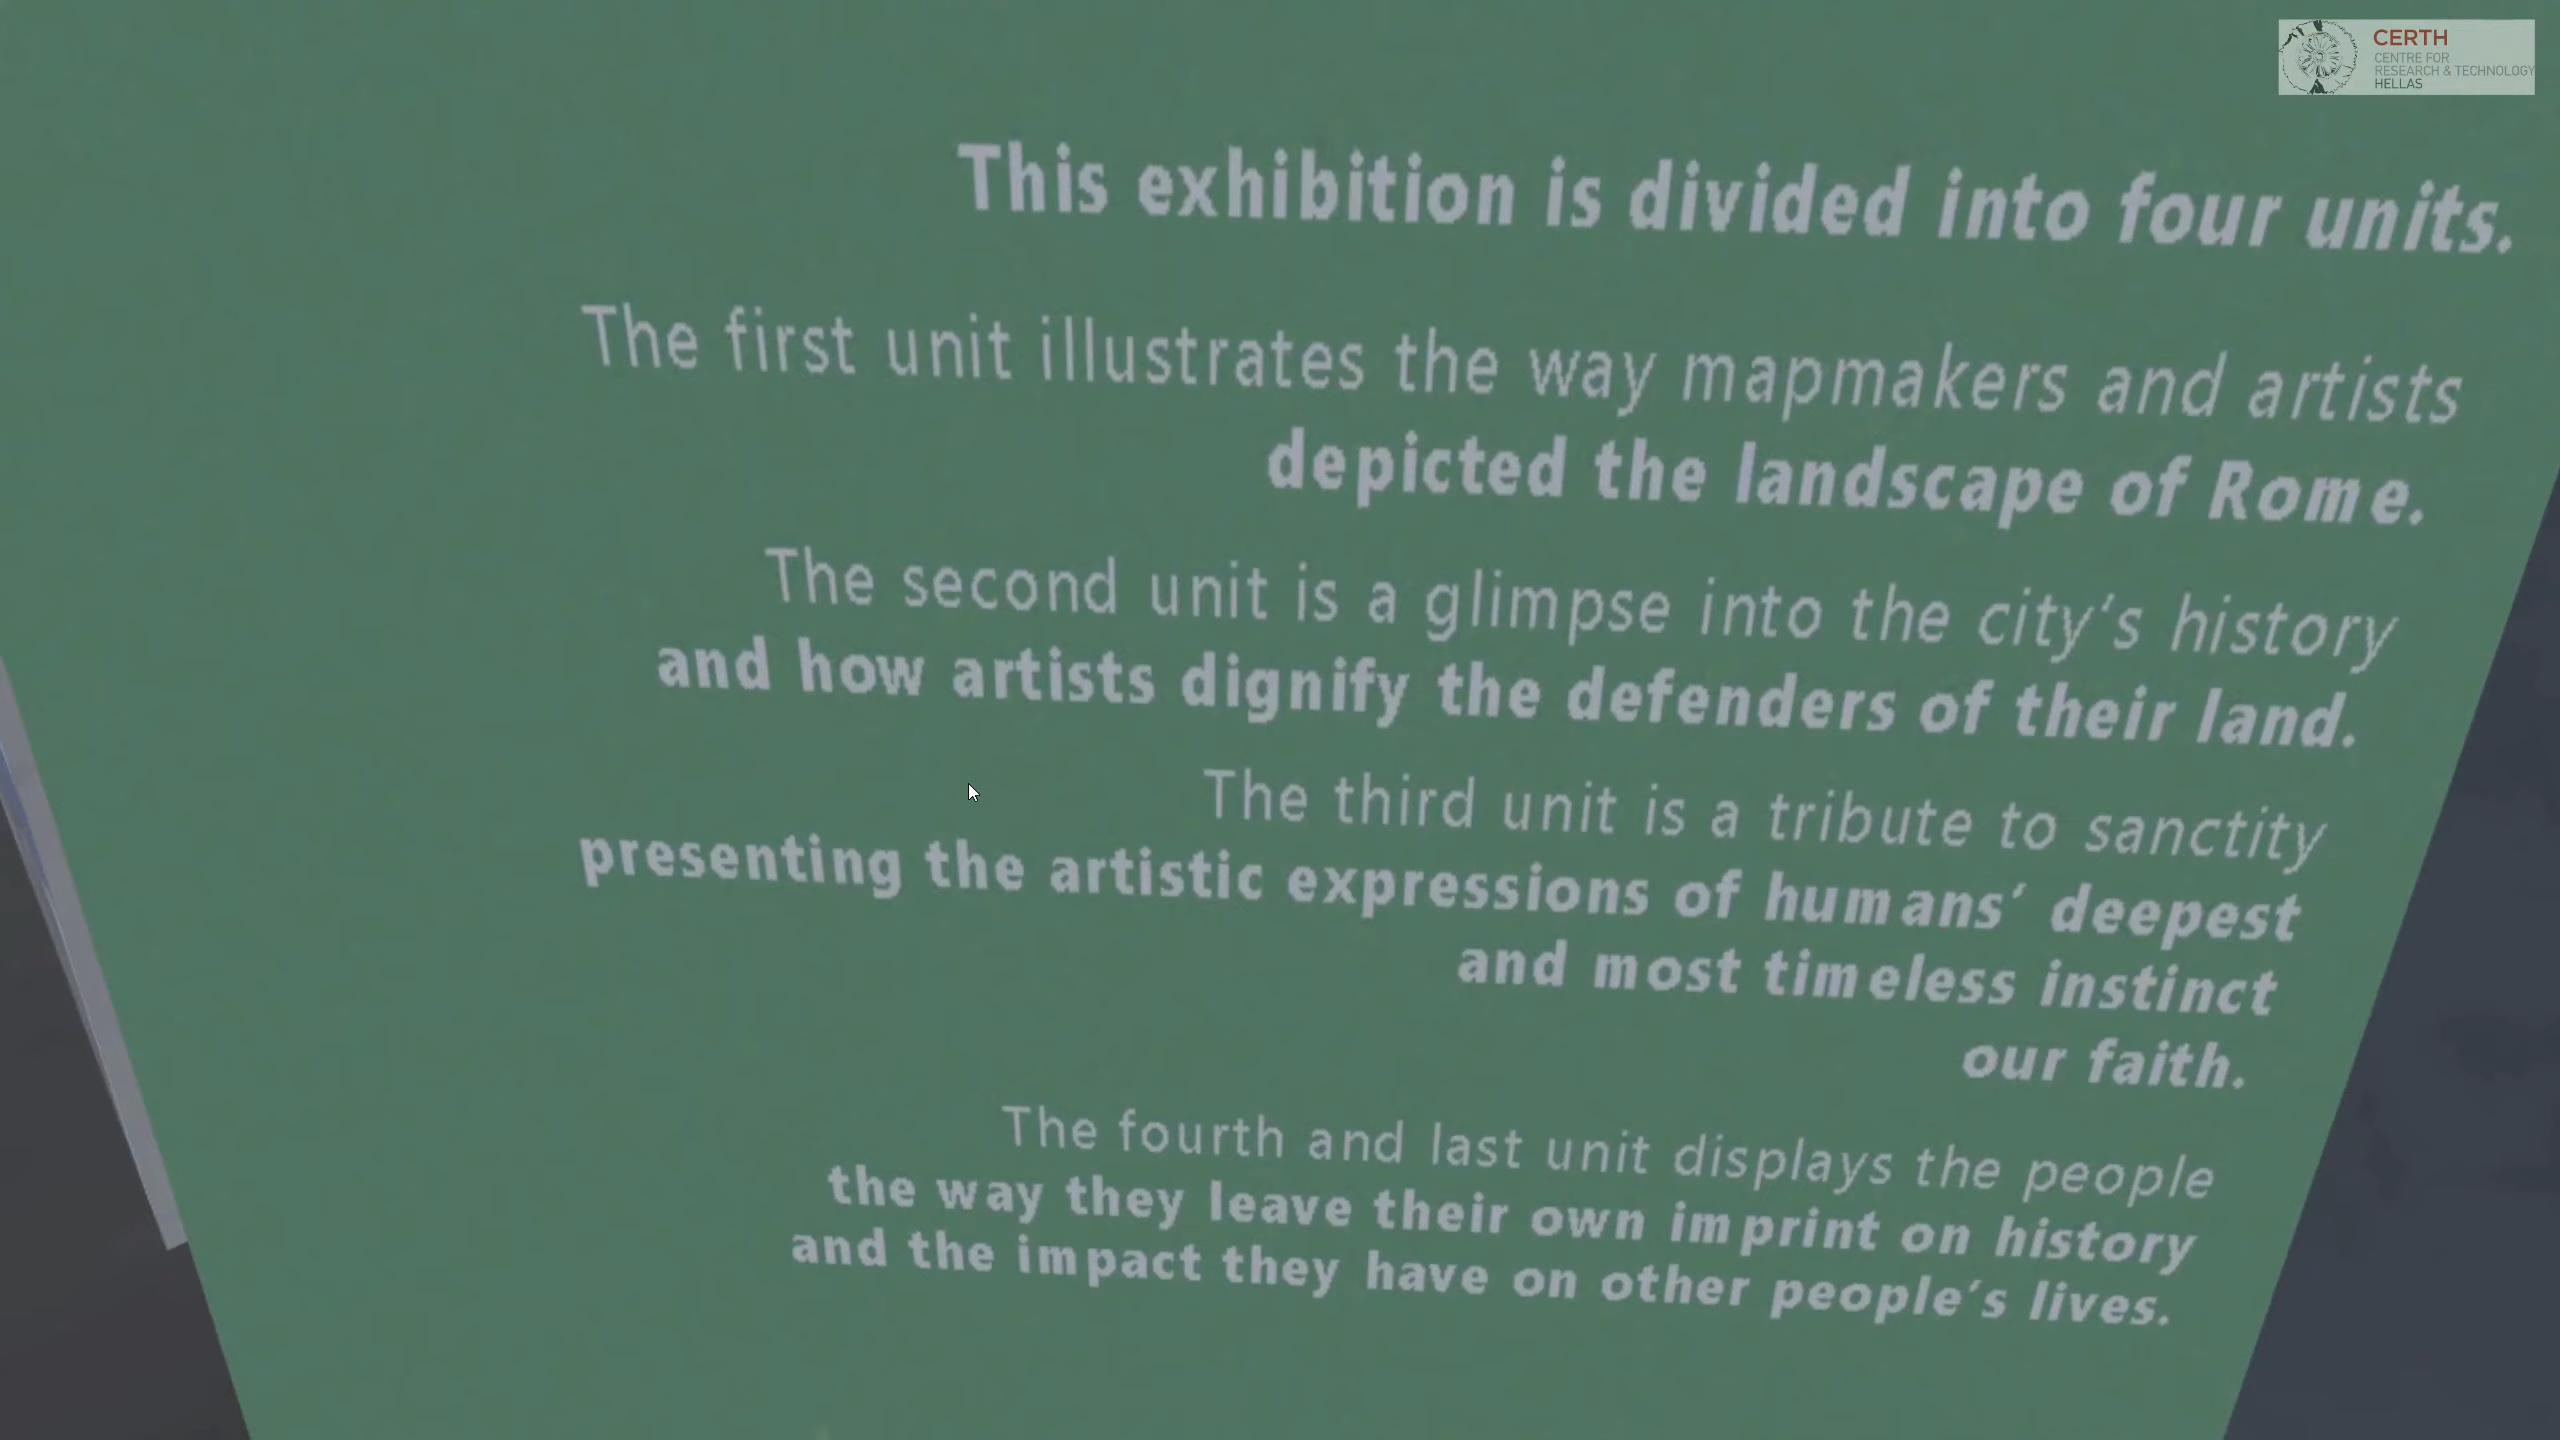 CERTH
CENTRE FOR
RESEARCH & TECHNOLOGY
HELLAS
This exhibition is divided into four units.
The first unit illustrates the way mapmakers and artists
depicted the landscape of Rome.
The second unit is a glimpse into the city's history
and how artists dignify the defenders of their land.
The third unit is a tribute to sanctity
presenting the artistic expressions of humans' deepest
and most timeless instinct
our faith.
The fourth and last unit displays the people
the way they leave their own imprint on history
and the impact they have on other people's lives.